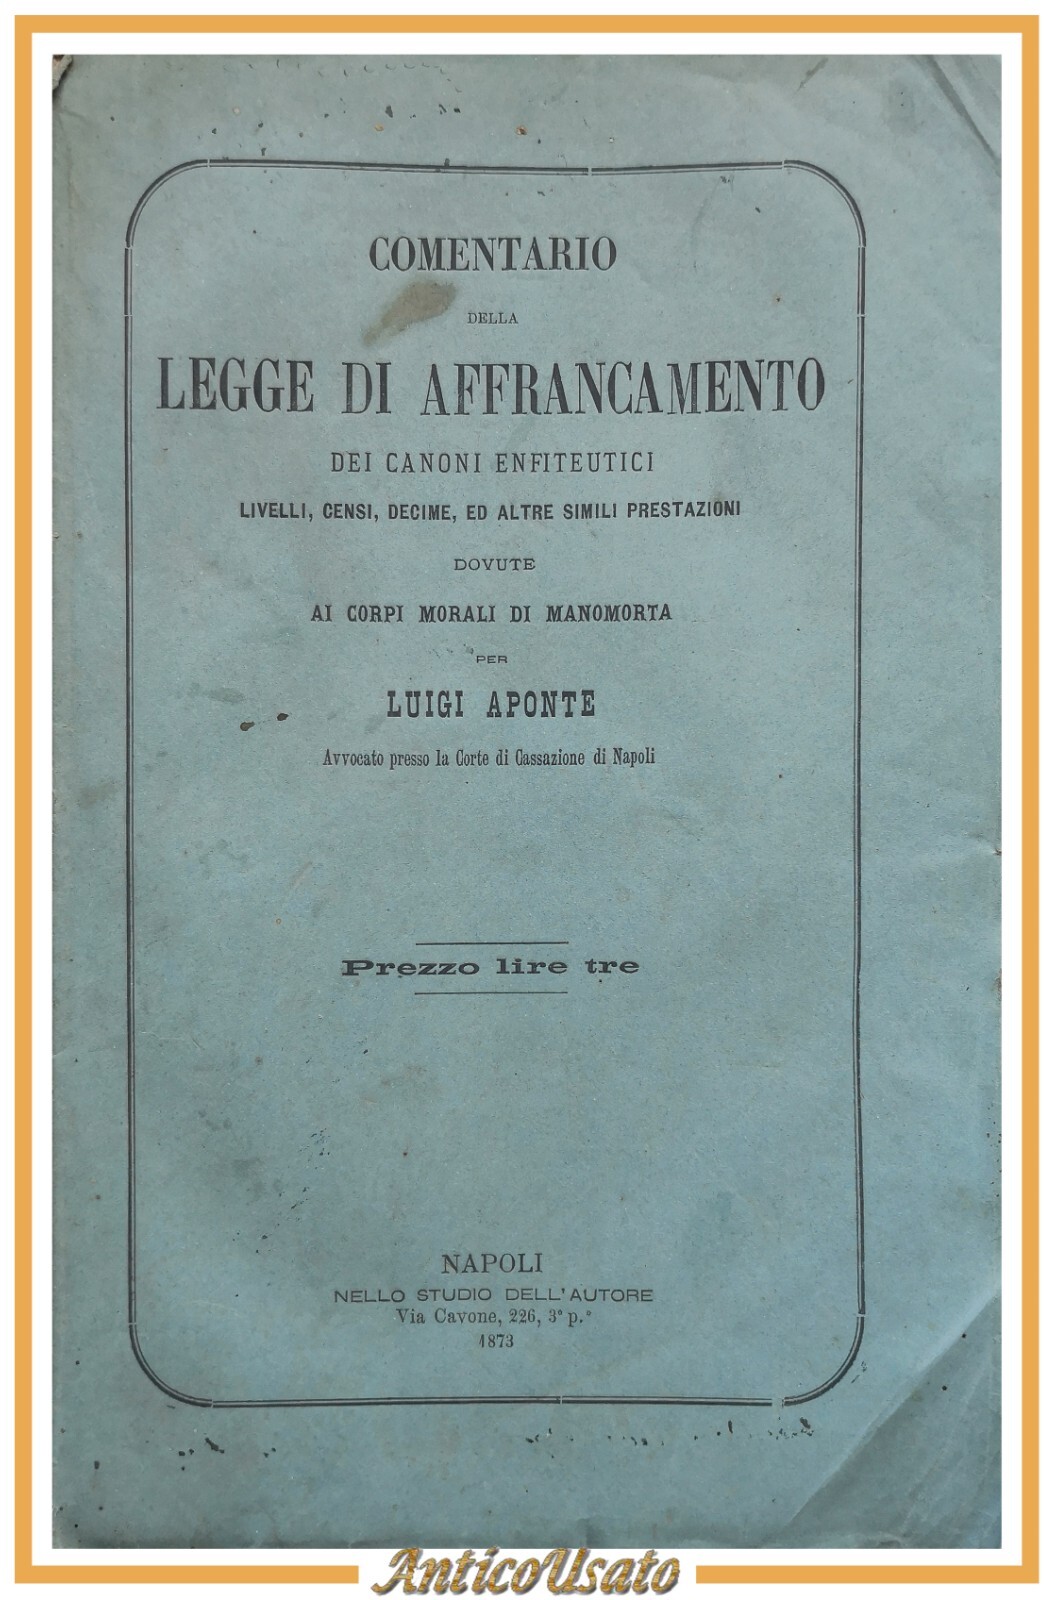 COMENTARIO
DELLA
LEGGE DI AFFRANCAMENTO
DEI CANONI ENFITEUTICI
LIVELLI, CENSI, DECIME, ED ALTRE SIMILI PRESTAZIONI
DOVUTE
AI CORPI MORALI DI MANOMORTA
PER
LUIGI APONTE
Avvocato presso la Corte di Cassazione di Napoli
Prezzo lire tre
NAPOLI
NELLO STUDIO DELL'AUTORE
Via Cavone, 226, 3° p.°
1873
AnticoUsato